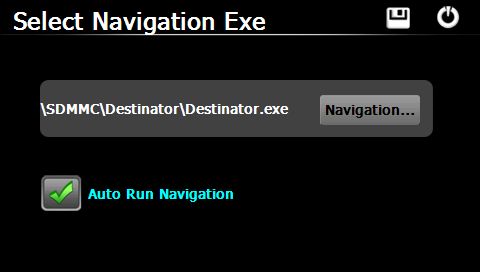 Select Navigation Exe
\SDMMC\Destinator\Destinator.exe
Navigation...
Auto Run Navigation